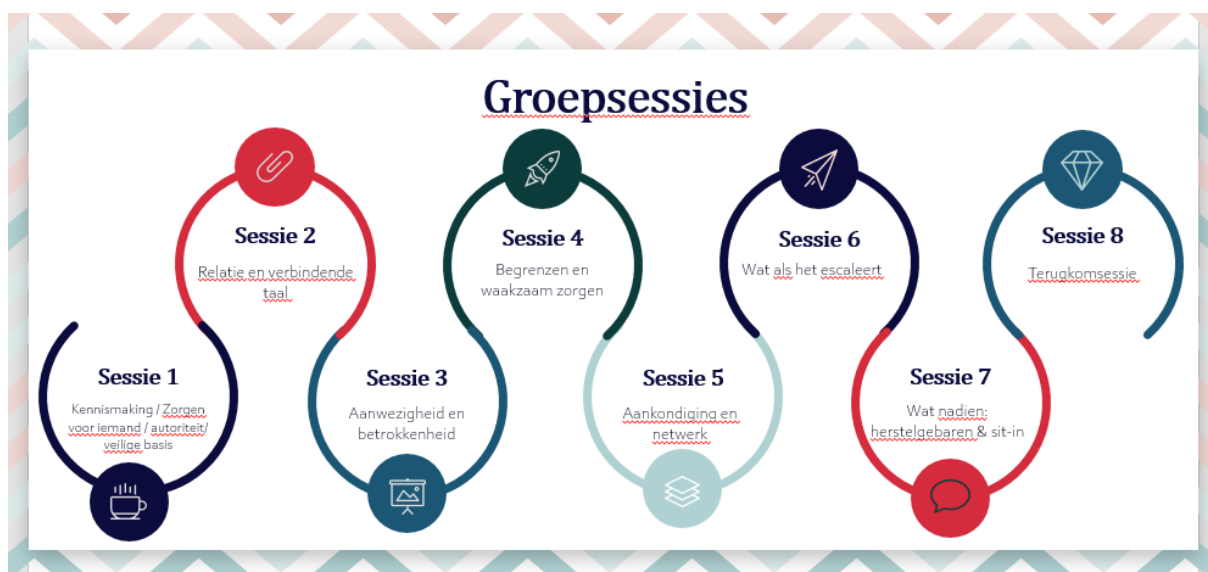 Groepsessies
Sessie 1
Kennismaking / Zorgen
voor iemand / autoriteit/
veilige basis
Sessie 2
Relatie en verbindende
taal
Sessie 3
Aanwezigheid en
betrokkenheid
Sessie 4
Begrenzen en
waakzaam zorgen
Sessie 5
Aankondiging en
netwerk
Sessie 6
Wat als het escaleert
Sessie 7
Wat nadien:
herstelgebaren & sit-in
Sessie 8
Terugkomsessie